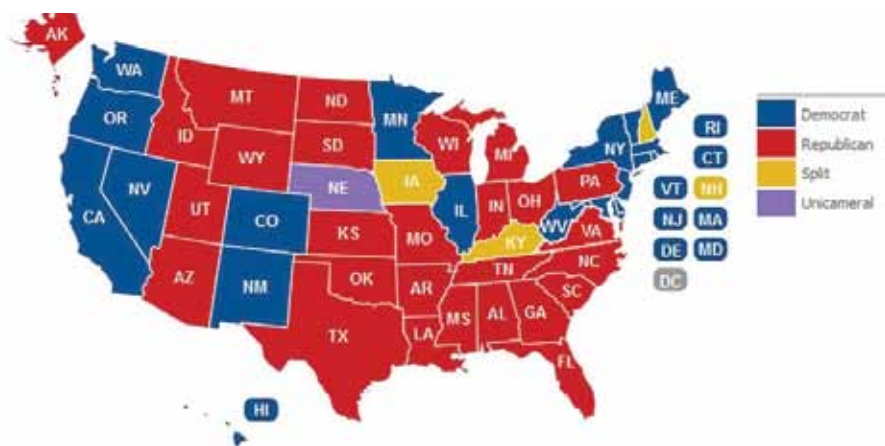 AK
WA
OR
CA
NV
ID
MT
WY
UT
AZ
CO
NM
ND
SD
NE
KS
OK
TX
MN
IA
MO
AR
LA
WI
IL
MI
IN
OH
KY
TN
MS
AL
GA
FL
SC
NC
VA
WV
PA
NY
ME
RI
CT
VT NH
NJ MA
DE MD
DC
HI
Democrat
Republican
Split
Unicameral